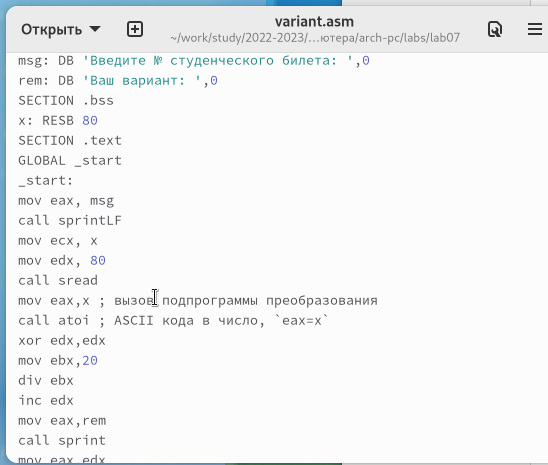 Открыть
variant.asm
~/work/study/2022-2023/…ютера/arch-pc/labs/lab07
msg: DB 'Введите № студенческого билета: ',0
rem: DB 'Ваш вариант: ',0
SECTION .bss
x: RESB 80
SECTION .text
GLOBAL _start
_start:
mov eax, msg
call sprintLF
mov ecx, x
mov edx, 80
call sread
mov eax,x ; вызов подпрограммы преобразования
call atoi ; ASCII кода в число, `eax=x`
xor edx,edx
mov ebx,20
div ebx
inc edx
mov eax,rem
call sprint
mov eax,edx